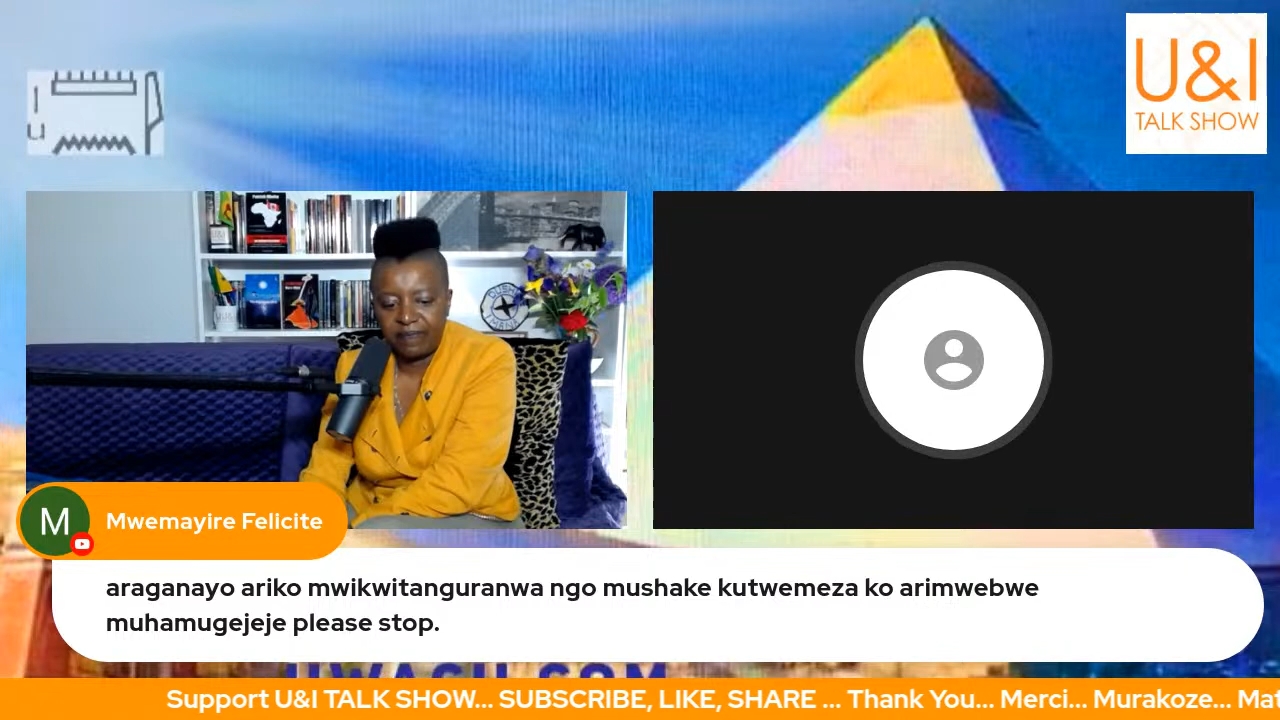 U&I
TALK SHOW
Mwemayire Felicite
M
araganayo ariko mwikwitanguranwa ngo mushake kutwemeza ko arimwebwe
muhamugejeje please stop.
Support U&I TALK SHOW... SUBSCRIBE, LIKE, SHARE ... Thank You... Merci... Murakoze... Mat